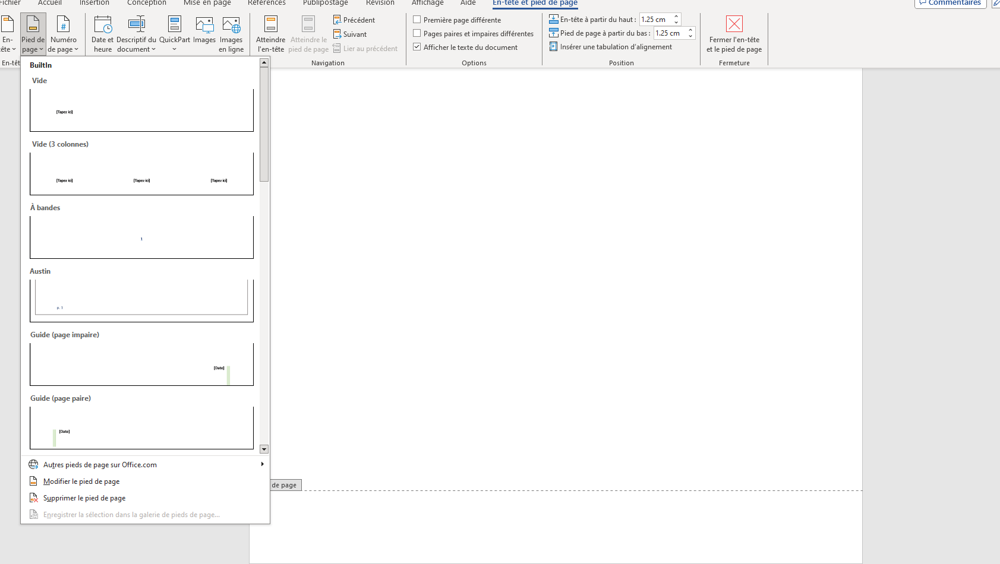 Fichier Accueil Insertion Conception Mise en page Références Publipostage Révision Affichage Aide En-tête et pied de page Commentaires
En-
tête
Pied de
page
Numéro
de page
Date et
heure
Descriptif du
document
QuickPart
Images
Images
en ligne
Atteindre
l'en-tête
Atteindre le
pied de page
Précédent
Suivant
Lier au précédent
Première page différente
Pages paires et impaires différentes
Afficher le texte du document
En-tête à partir du haut : 1.25 cm
Pied de page à partir du bas : 1.25 cm
Insérer une tabulation d'alignement
Fermer l'en-tête
et le pied de page
En-têt Navigation Options Position Fermeture
BuiltIn
Vide
[Tapez ici]
Vide (3 colonnes)
[Tapez ici] [Tapez ici] [Tapez ici]
À bandes
1
Austin
p. 1
Guide (page impaire)
[Date]
Guide (page paire)
[Date]
Autres pieds de page sur Office.com
Modifier le pied de page
Supprimer le pied de page
Enregistrer la sélection dans la galerie de pieds de page...
de page